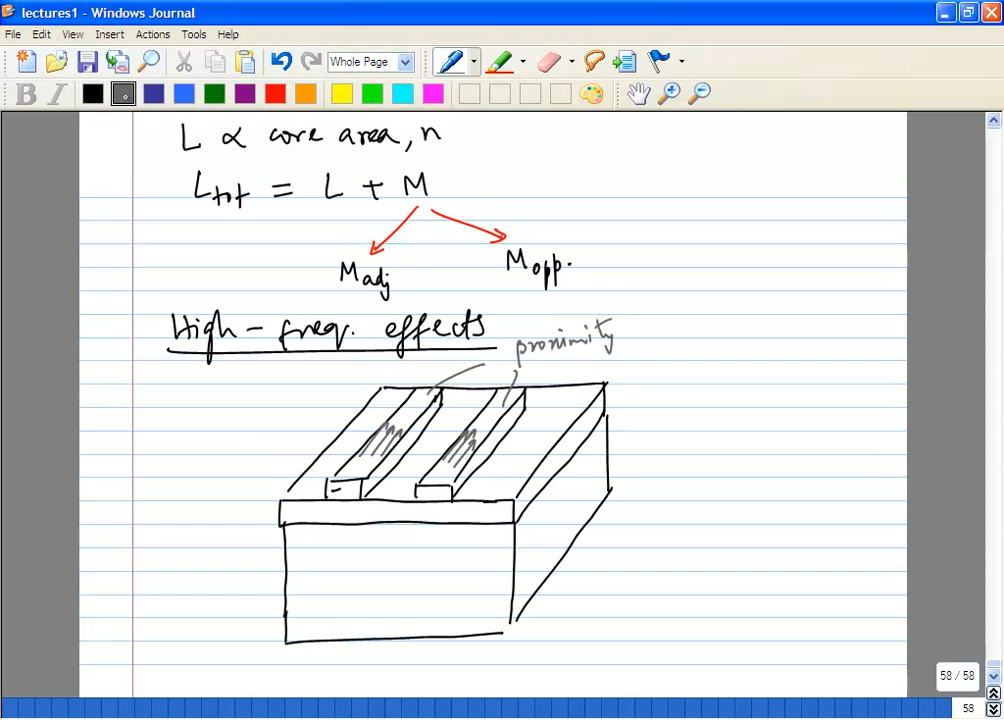 lectures1 - Windows Journal
File Edit View Insert Actions Tools Help
Whole Page
B I
L ∝ core area, n
Ltot = L + M
Madj
Mopp.
High-freq. effects
proximity
58 / 58
58